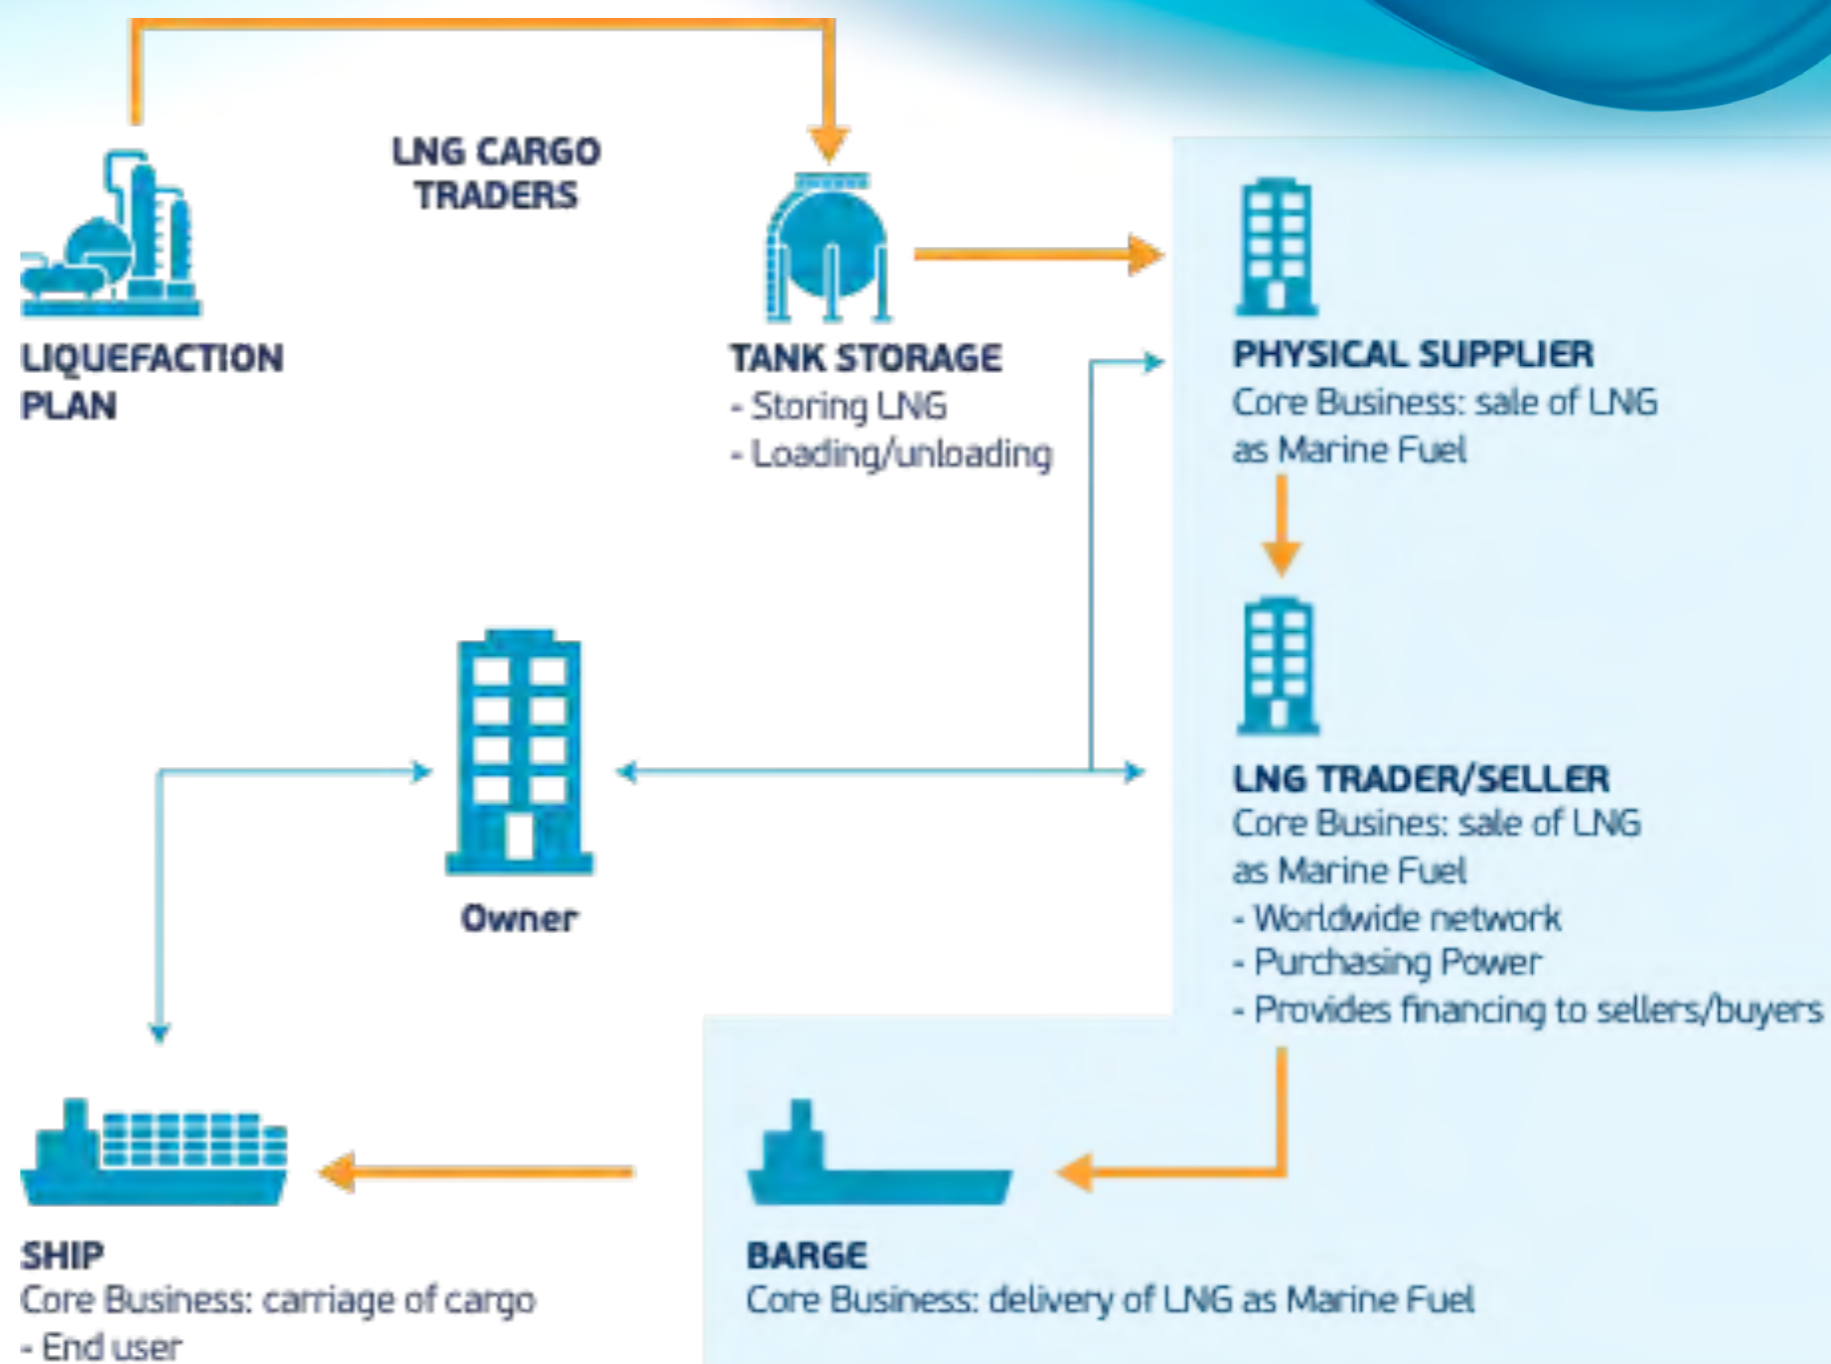 LNG CARGO
TRADERS
LIQUEFACTION
PLAN
TANK STORAGE
- Storing LNG
- Loading/unloading
PHYSICAL SUPPLIER
Core Business: sale of LNG
as Marine Fuel
LNG TRADER/SELLER
Core Busines: sale of LNG
as Marine Fuel
- Worldwide network
- Purchasing Power
- Provides financing to sellers/buyers
Owner
SHIP
Core Business: carriage of cargo
- End user
BARGE
Core Business: delivery of LNG as Marine Fuel